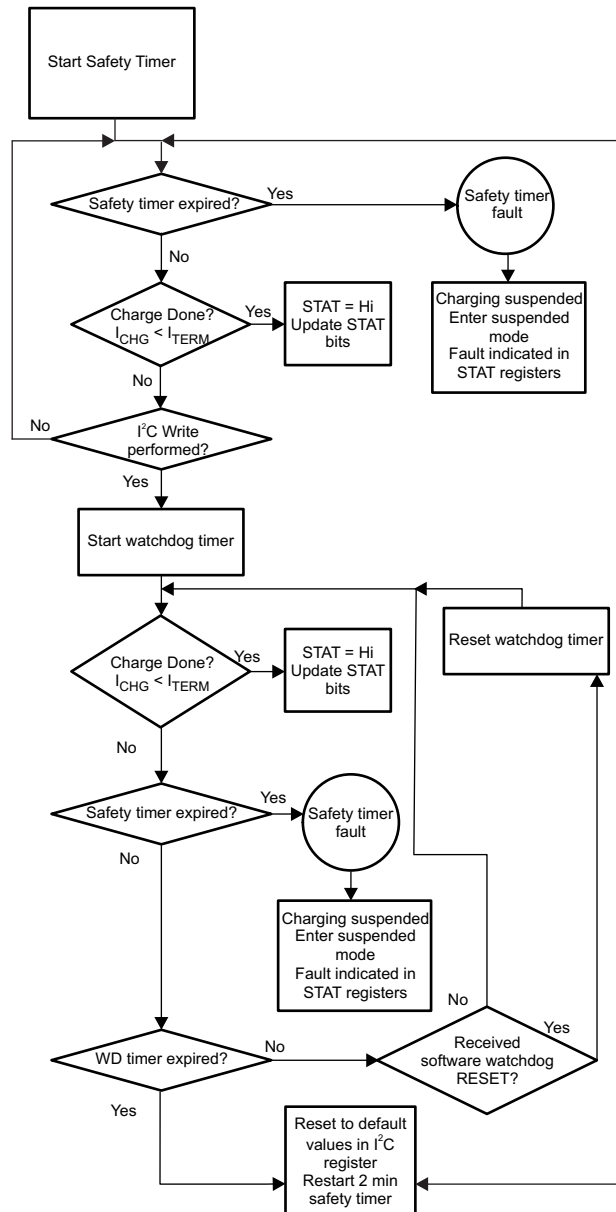 Start Safety Timer
Safety timer expired?
Yes
Safety timer
fault
No
Charging suspended
Enter suspended
mode
Fault indicated in
STAT registers
Charge Done?
I_CHG < I_TERM
Yes
STAT = Hi
Update STAT
bits
No
No
I²C Write
performed?
Yes
Start watchdog timer
Reset watchdog timer
Charge Done?
I_CHG < I_TERM
Yes
STAT = Hi
Update STAT
bits
No
Safety timer expired?
Yes
Safety timer
fault
No
Charging suspended
Enter suspended
mode
Fault indicated in
STAT registers
WD timer expired?
No
No
Yes
Received
software watchdog
RESET?
Yes
Reset to default
values in I²C
register
Restart 2 min
safety timer